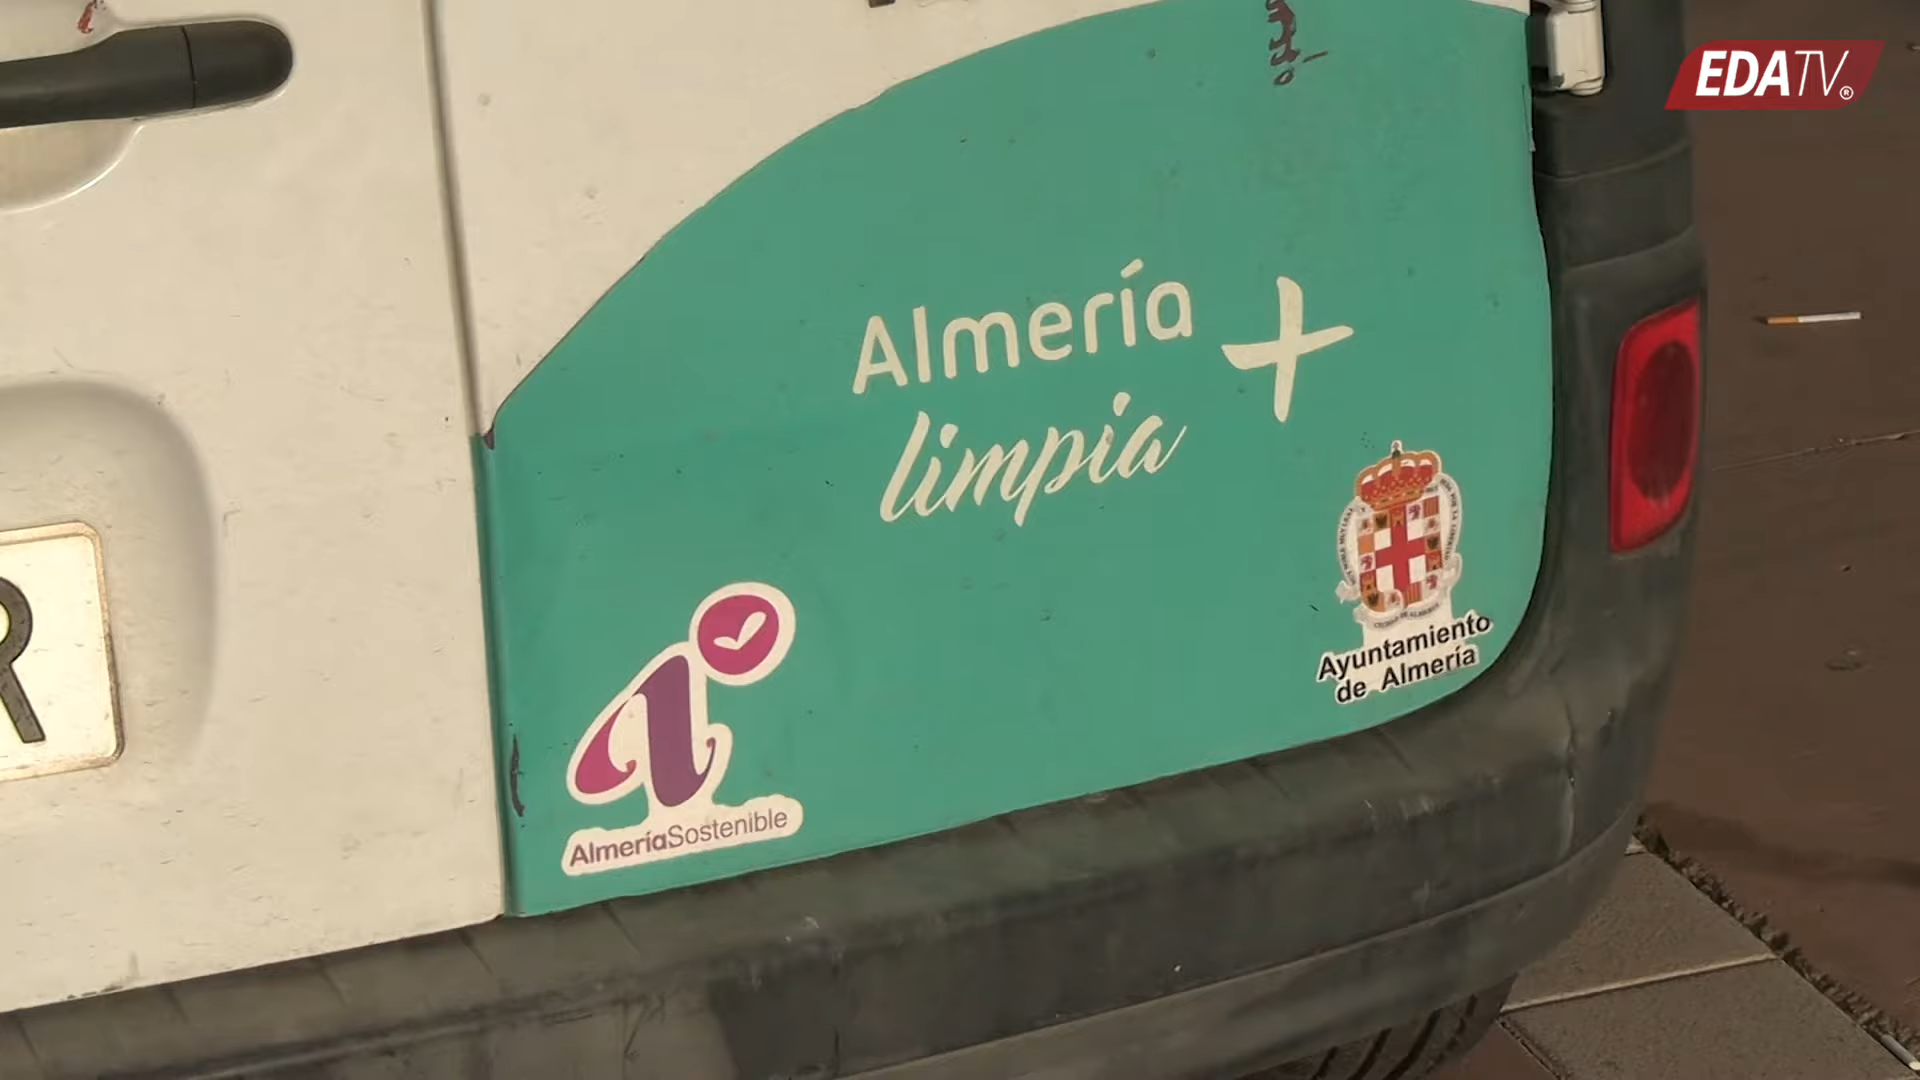 EDATV®
Almería +
limpia
Ayuntamiento
de Almería
AlmeríaSostenible
R